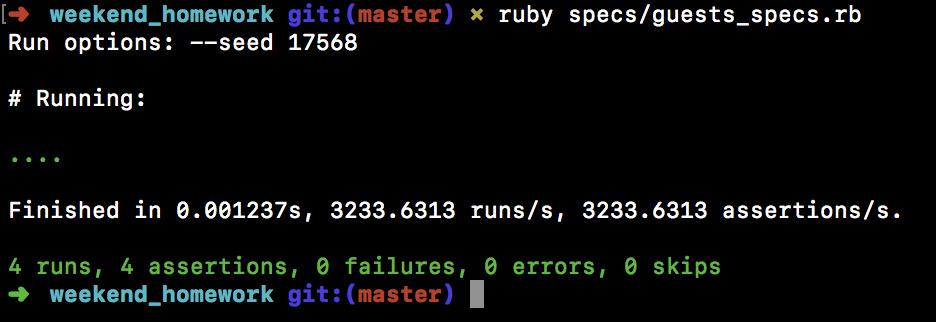 [➜ weekend_homework git:(master) ✗ ruby specs/guests_specs.rb
Run options: --seed 17568
# Running:
....
Finished in 0.001237s, 3233.6313 runs/s, 3233.6313 assertions/s.
4 runs, 4 assertions, 0 failures, 0 errors, 0 skips
➜ weekend_homework git:(master)